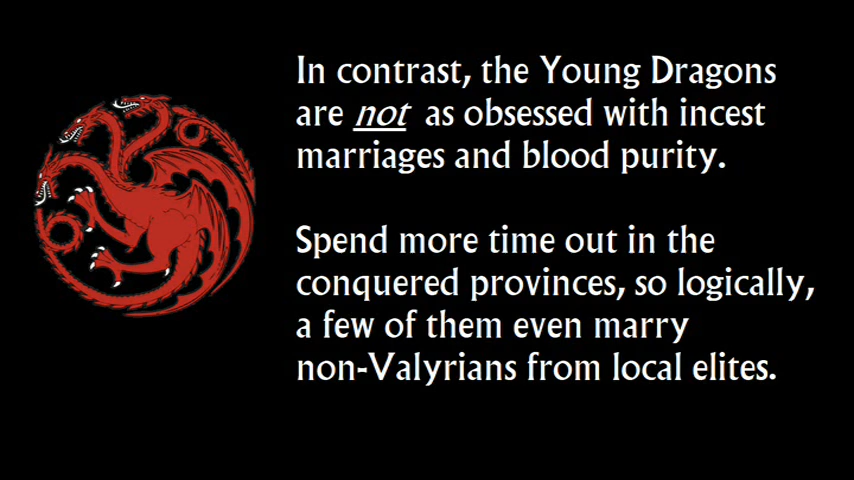 In contrast, the Young Dragons
are not as obsessed with incest
marriages and blood purity.
Spend more time out in the
conquered provinces, so logically,
a few of them even marry
non-Valyrians from local elites.